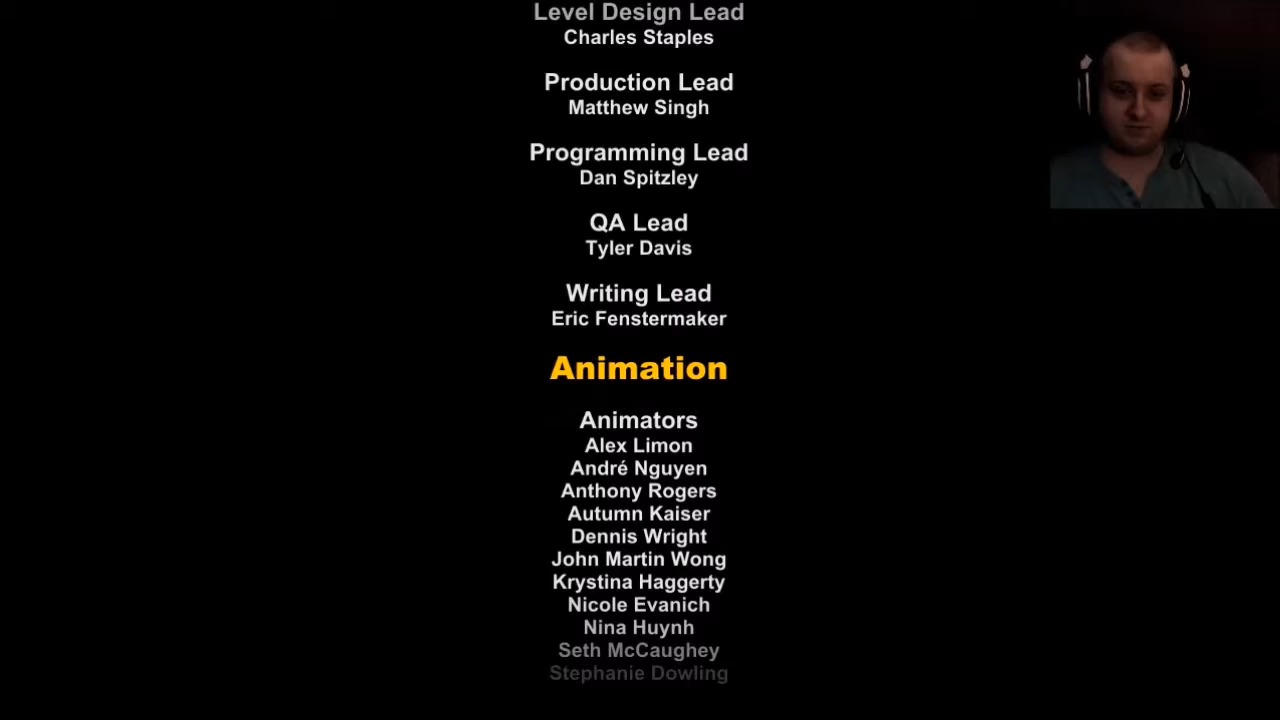 Level Design Lead
Charles Staples
Production Lead
Matthew Singh
Programming Lead
Dan Spitzley
QA Lead
Tyler Davis
Writing Lead
Eric Fenstermaker
Animation
Animators
Alex Limon
André Nguyen
Anthony Rogers
Autumn Kaiser
Dennis Wright
John Martin Wong
Krystina Haggerty
Nicole Evanich
Nina Huynh
Seth McCaughey
Stephanie Dowling